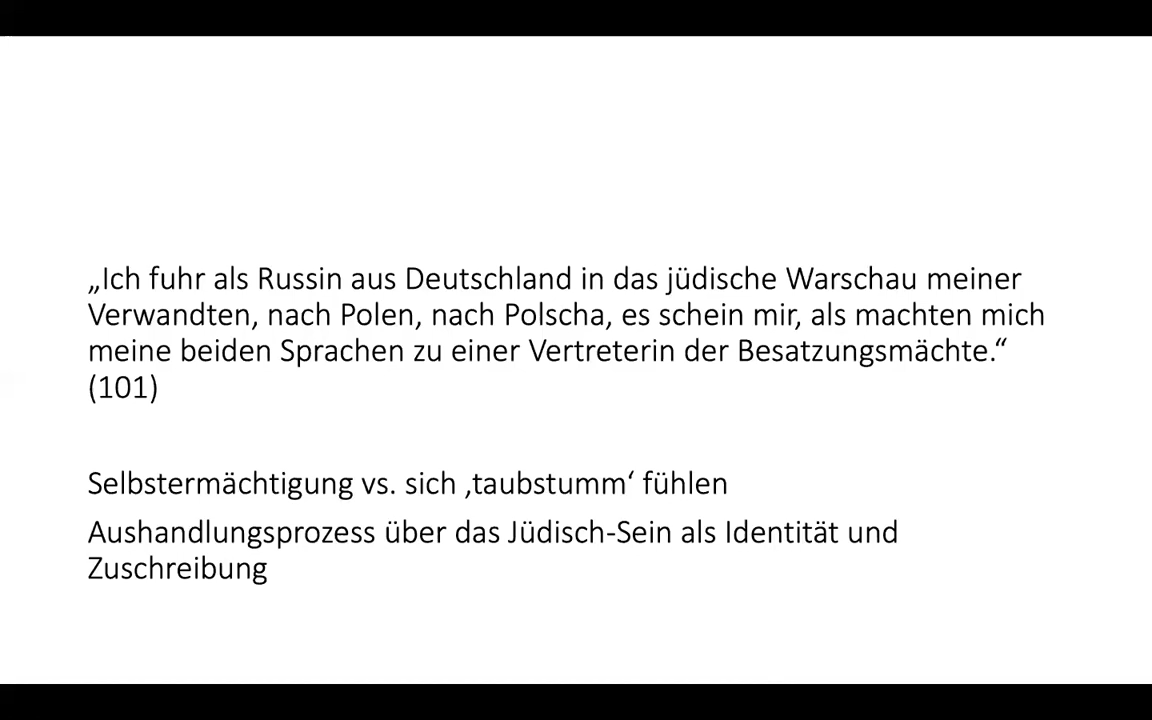 „Ich fuhr als Russin aus Deutschland in das jüdische Warschau meiner
Verwandten, nach Polen, nach Polscha, es schein mir, als machten mich
meine beiden Sprachen zu einer Vertreterin der Besatzungsmächte.“
(101)
Selbstermächtigung vs. sich ‚taubstumm‘ fühlen
Aushandlungsprozess über das Jüdisch-Sein als Identität und
Zuschreibung